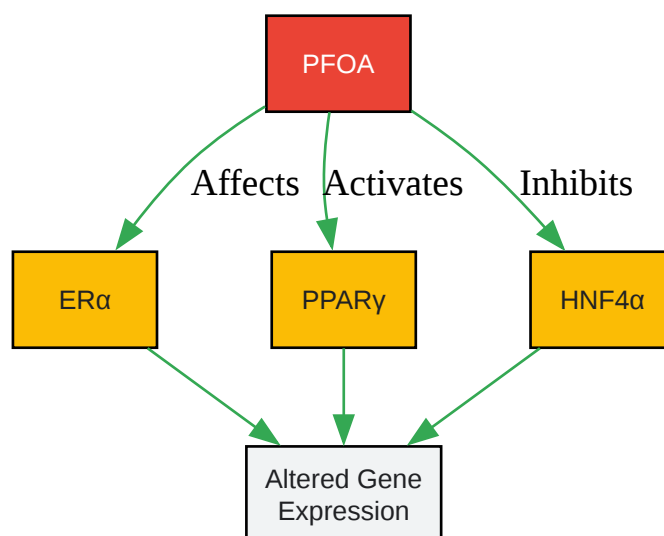 PFOA
Affects
Activates
Inhibits
ERα
PPARγ
HNF4α
Altered Gene
Expression